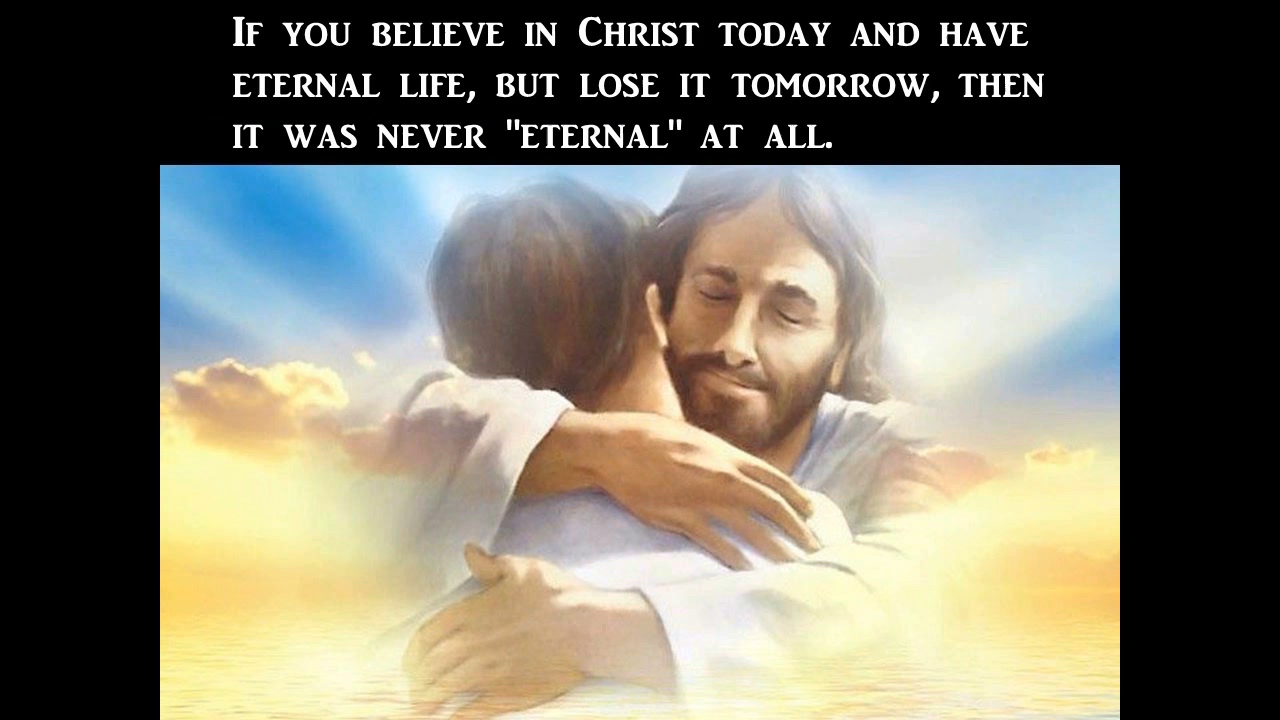 If you believe in Christ today and have
eternal life, but lose it tomorrow, then
it was never "eternal" at all.